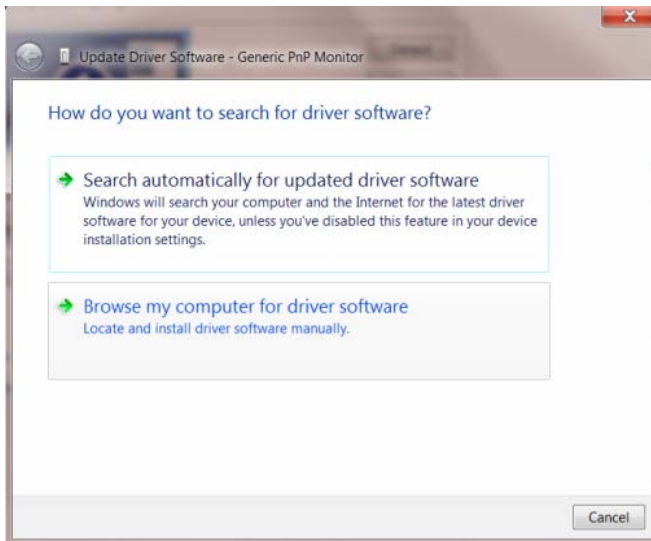 Update Driver Software - Generic PnP Monitor
How do you want to search for driver software?
Search automatically for updated driver software
Windows will search your computer and the Internet for the latest driver
software for your device, unless you've disabled this feature in your device
installation settings.
Browse my computer for driver software
Locate and install driver software manually.
Cancel